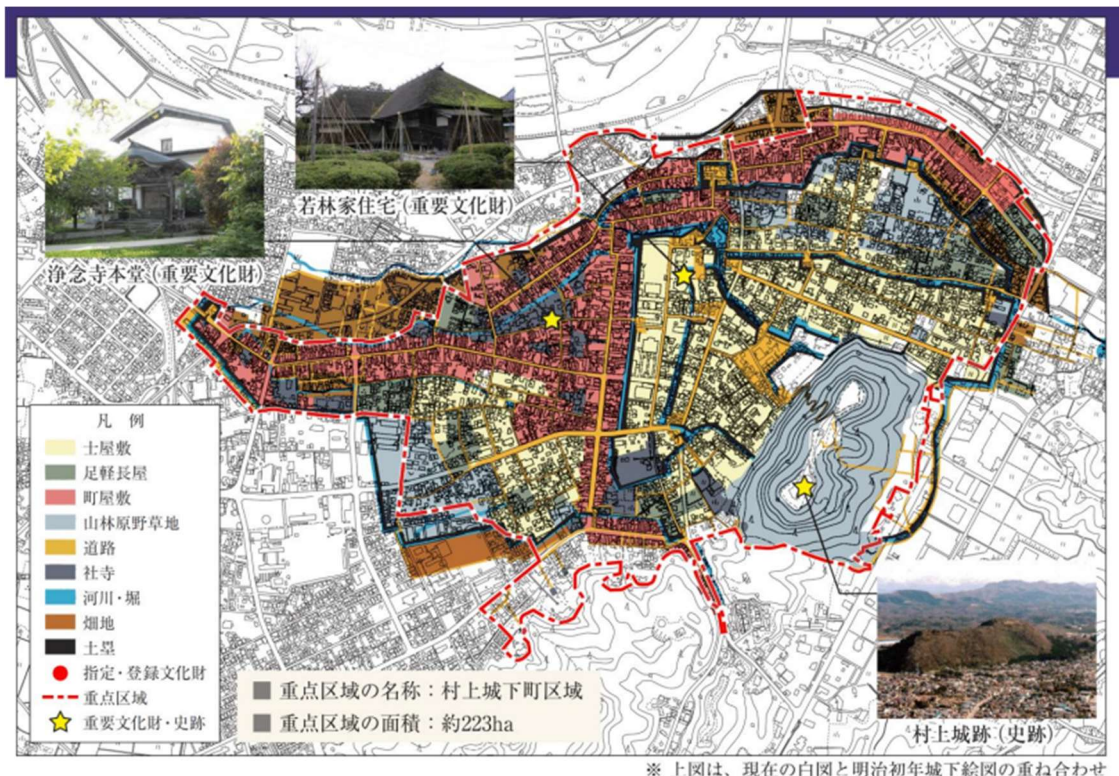 若林家住宅(重要文化財)
浄念寺本堂(重要文化財)
凡 例
士屋敷
足軽長屋
町屋敷
山林原野草地
道路
社寺
河川・堀
畑地
土塁
指定・登録文化財
重点区域
重要文化財・史跡
■ 重点区域の名称：村上城下町区域
■ 重点区域の面積：約223ha
村上城跡(史跡)
※ 上図は、現在の白図と明治初年城下絵図の重ね合わせ